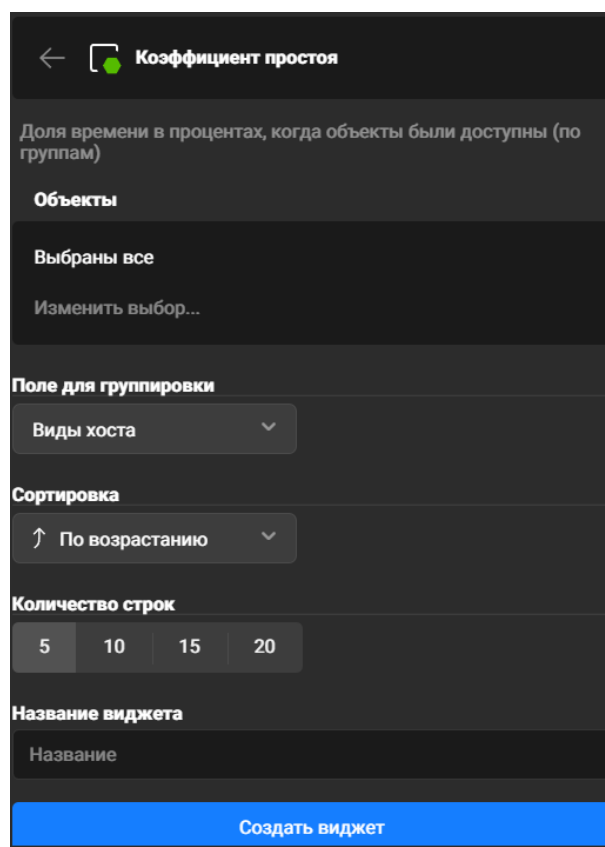 Коэффициент простоя
Доля времени в процентах, когда объекты были доступны (по
группам)
Объекты
Выбраны все
Изменить выбор...
Поле для группировки
Виды хоста
Сортировка
По возрастанию
Количество строк
5 10 15 20
Название виджета
Название
Создать виджет